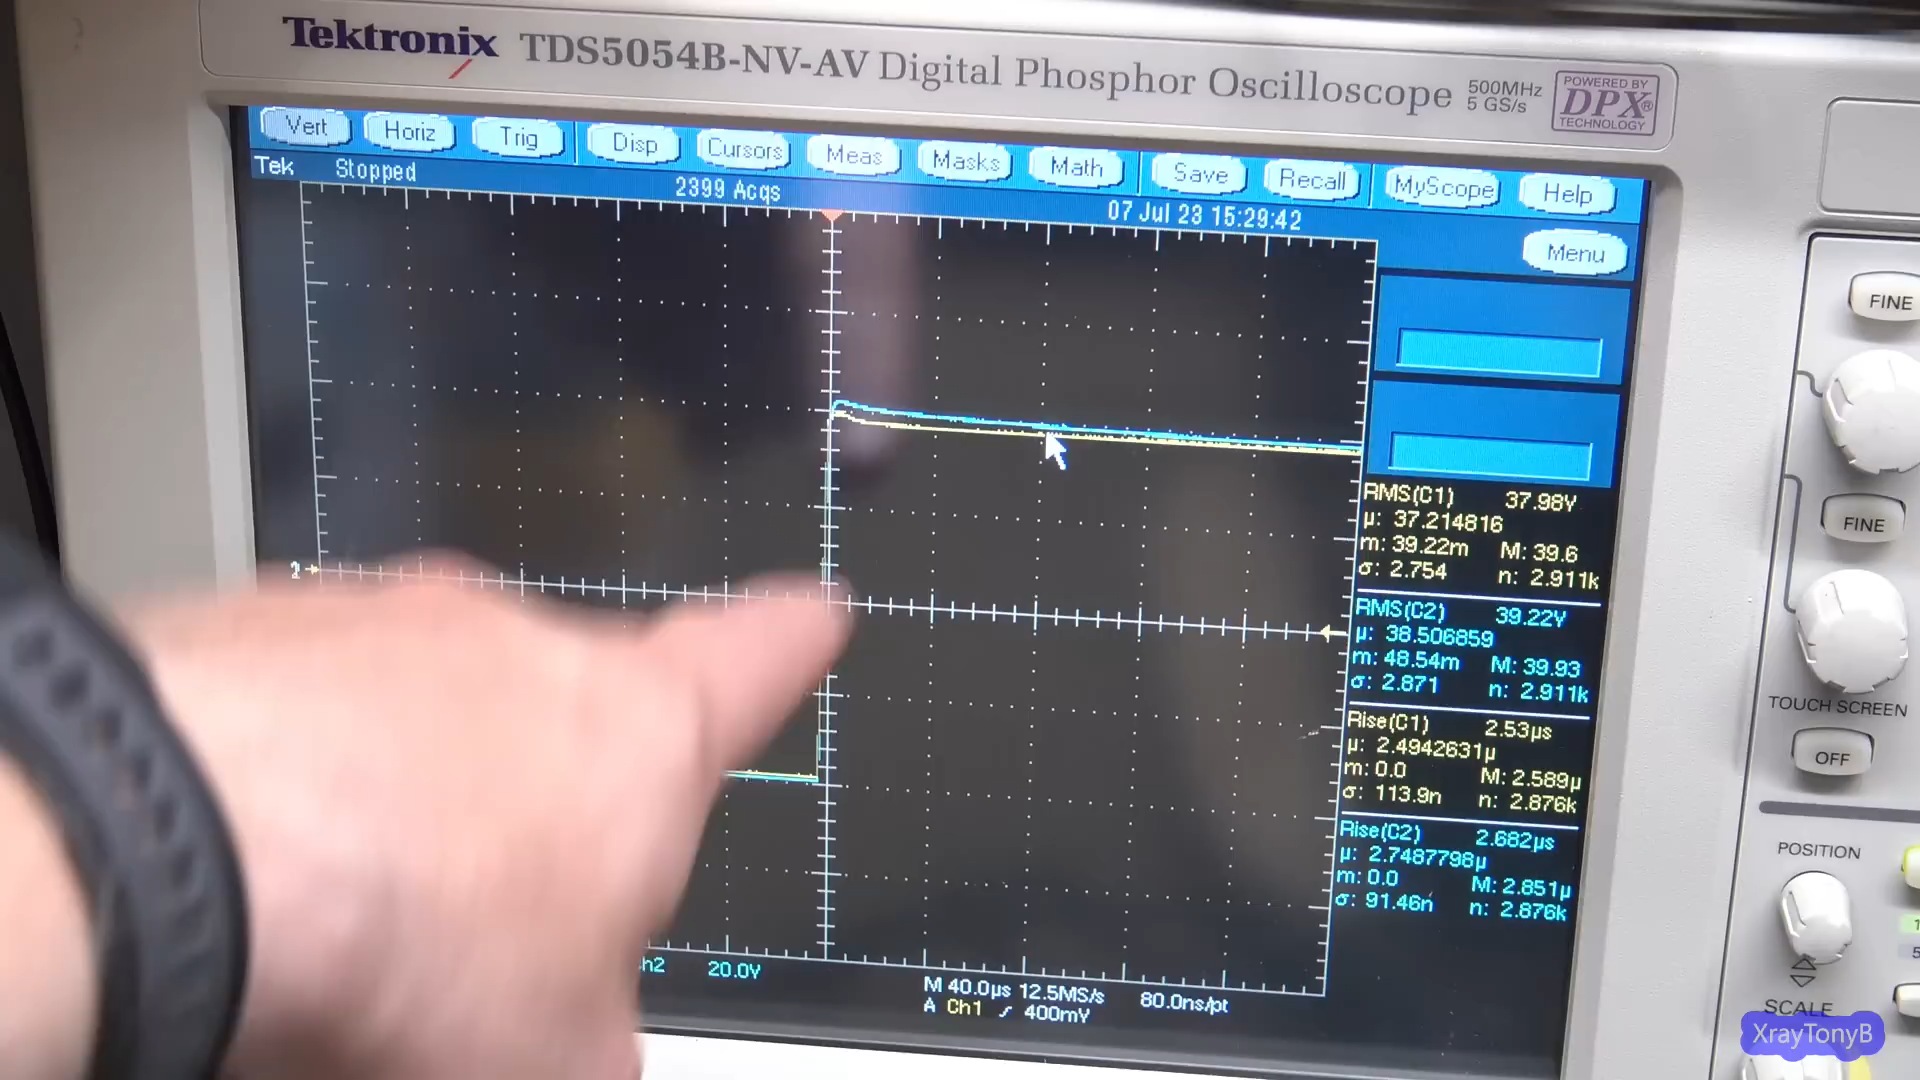 Tektronix TDS5054B-NV-AV Digital Phosphor Oscilloscope 500MHz 5 GS/s
POWERED BY
DPX®
TECHNOLOGY
Vert Horiz Trig Disp Cursors Meas Masks Math Save Recall MyScope Help
Tek Stopped 2399 Acqs 07 Jul 23 15:29:42
Menu
FINE
RMS(C1) 37.98V
µ: 37.214816
m: 39.22m M: 39.6
σ: 2.754 n: 2.911k
FINE
RMS(C2) 39.22V
µ: 38.506859
m: 48.54m M: 39.93
σ: 2.871 n: 2.911k
TOUCH SCREEN
OFF
Rise(C1) 2.53µs
µ: 2.4942631µ
m: 0.0 M: 2.589µ
σ: 113.9n n: 2.876k
Rise(C2) 2.682µs
µ: 2.7487798µ
m: 0.0 M: 2.851µ
σ: 91.46n n: 2.876k
POSITION
h2 20.0V
M 40.0µs 12.5MS/s 80.0ns/pt
A Ch1 400mV
SCALE
XrayTonyB